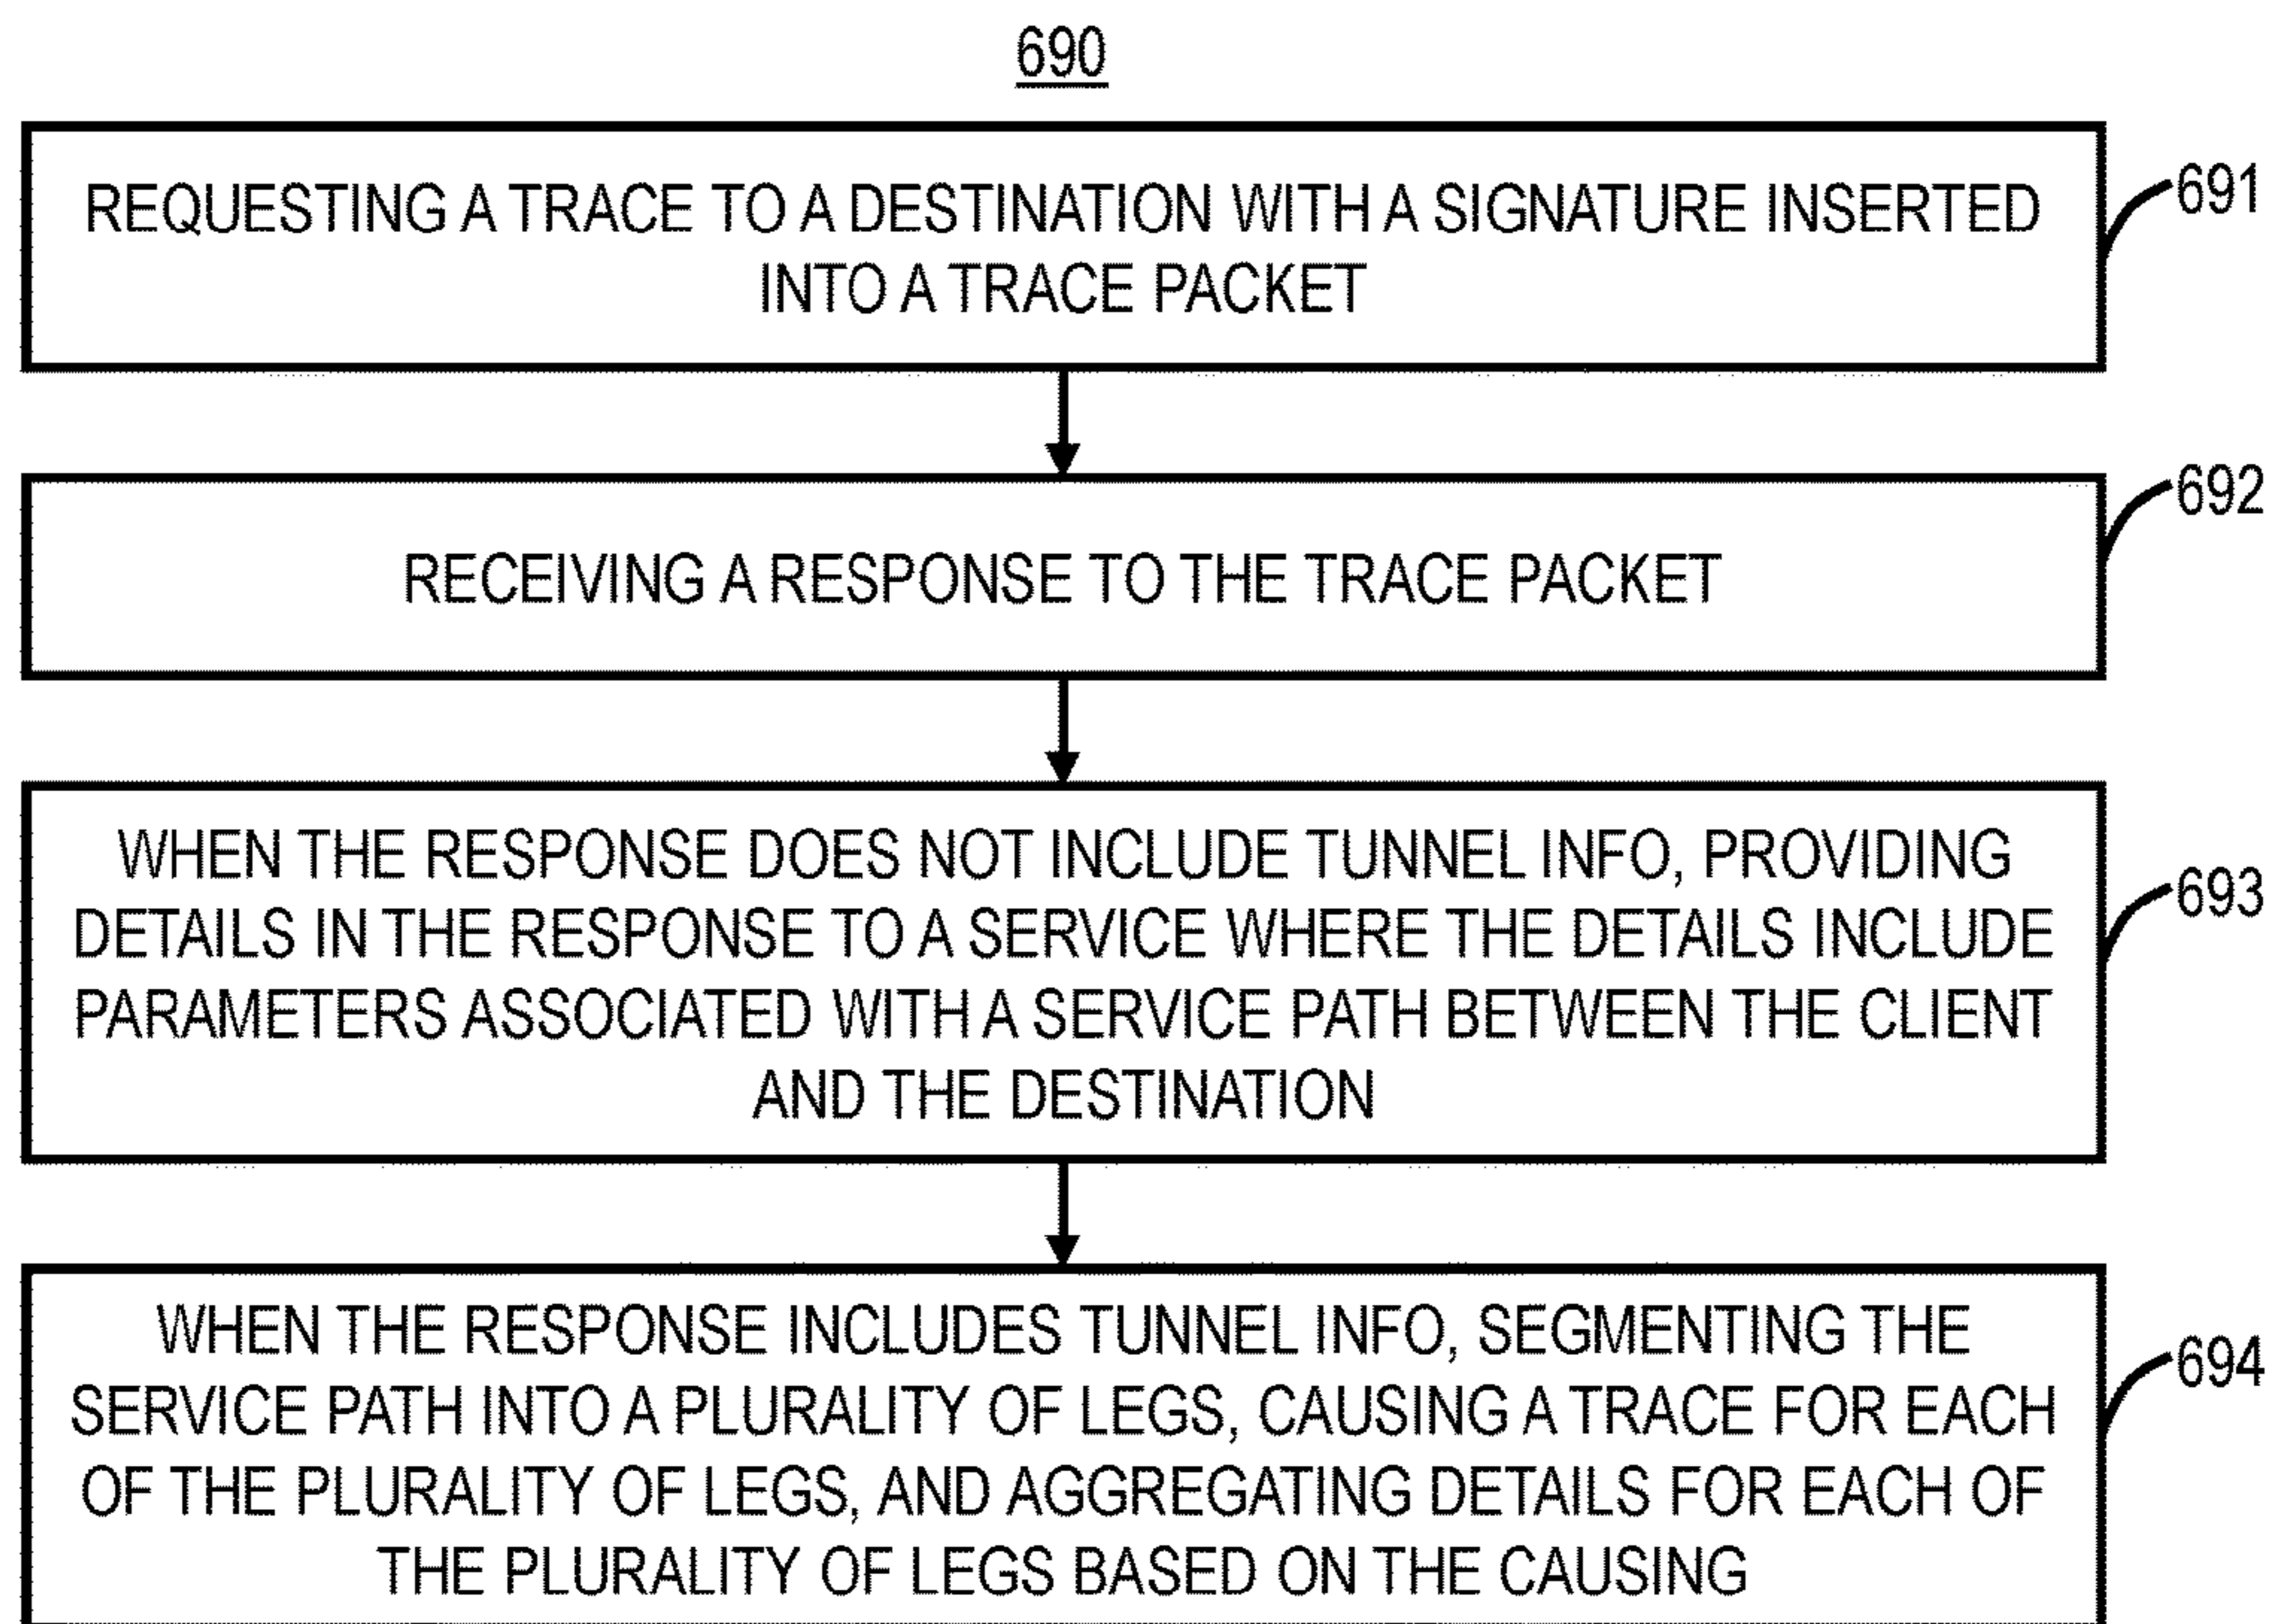 690
REQUESTING A TRACE TO A DESTINATION WITH A SIGNATURE INSERTED
INTO A TRACE PACKET
691
RECEIVING A RESPONSE TO THE TRACE PACKET
692
WHEN THE RESPONSE DOES NOT INCLUDE TUNNEL INFO, PROVIDING
DETAILS IN THE RESPONSE TO A SERVICE WHERE THE DETAILS INCLUDE
PARAMETERS ASSOCIATED WITH A SERVICE PATH BETWEEN THE CLIENT
AND THE DESTINATION
693
WHEN THE RESPONSE INCLUDES TUNNEL INFO, SEGMENTING THE
SERVICE PATH INTO A PLURALITY OF LEGS, CAUSING A TRACE FOR EACH
OF THE PLURALITY OF LEGS, AND AGGREGATING DETAILS FOR EACH OF
THE PLURALITY OF LEGS BASED ON THE CAUSING
694